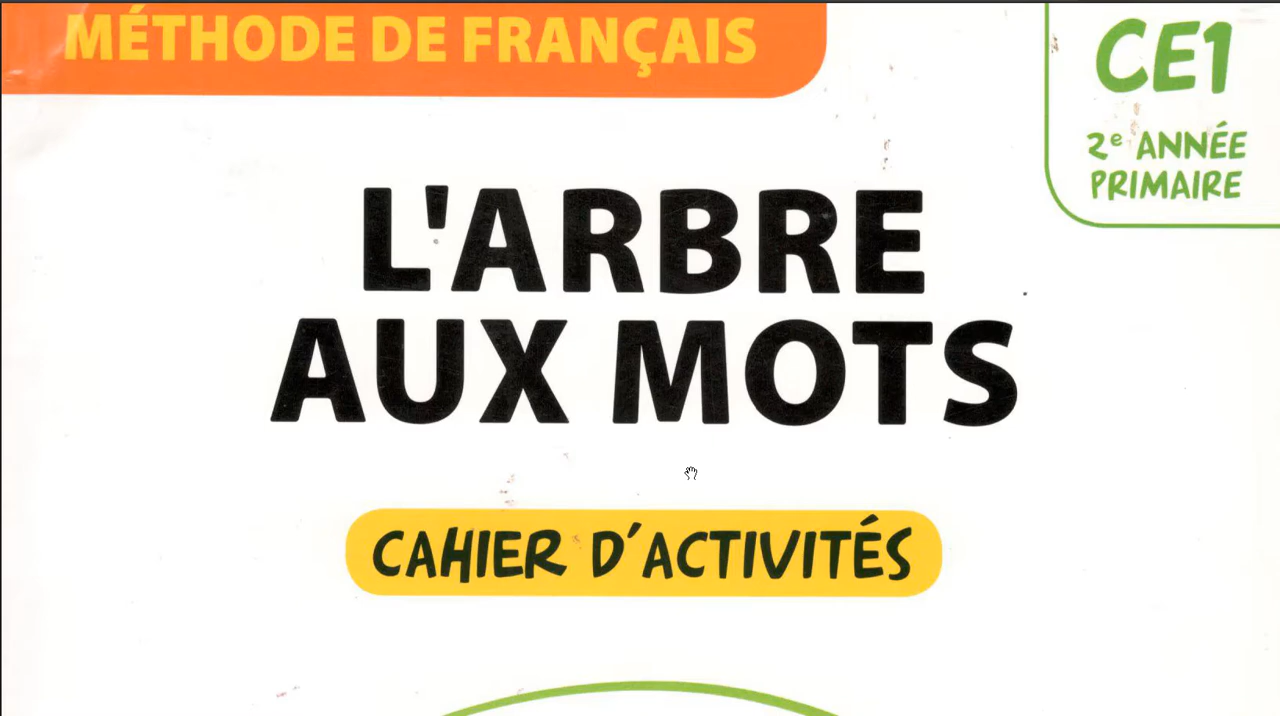 MÉTHODE DE FRANÇAIS
CE1
2e ANNÉE
PRIMAIRE
L'ARBRE
AUX MOTS
CAHIER D'ACTIVITÉS